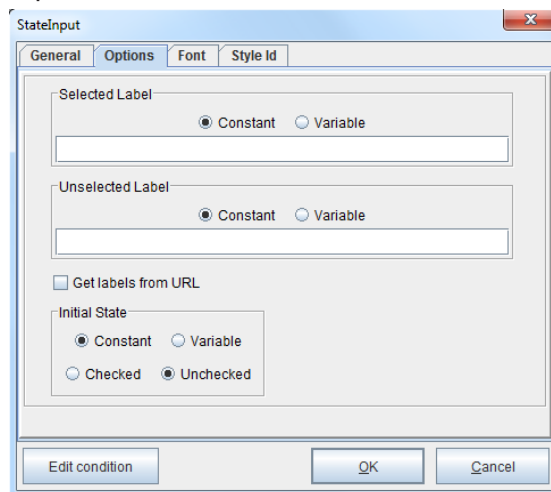 StateInput
General Options Font Style Id
Selected Label
Constant Variable
Unselected Label
Constant Variable
Get labels from URL
Initial State
Constant Variable
Checked Unchecked
Edit condition OK Cancel